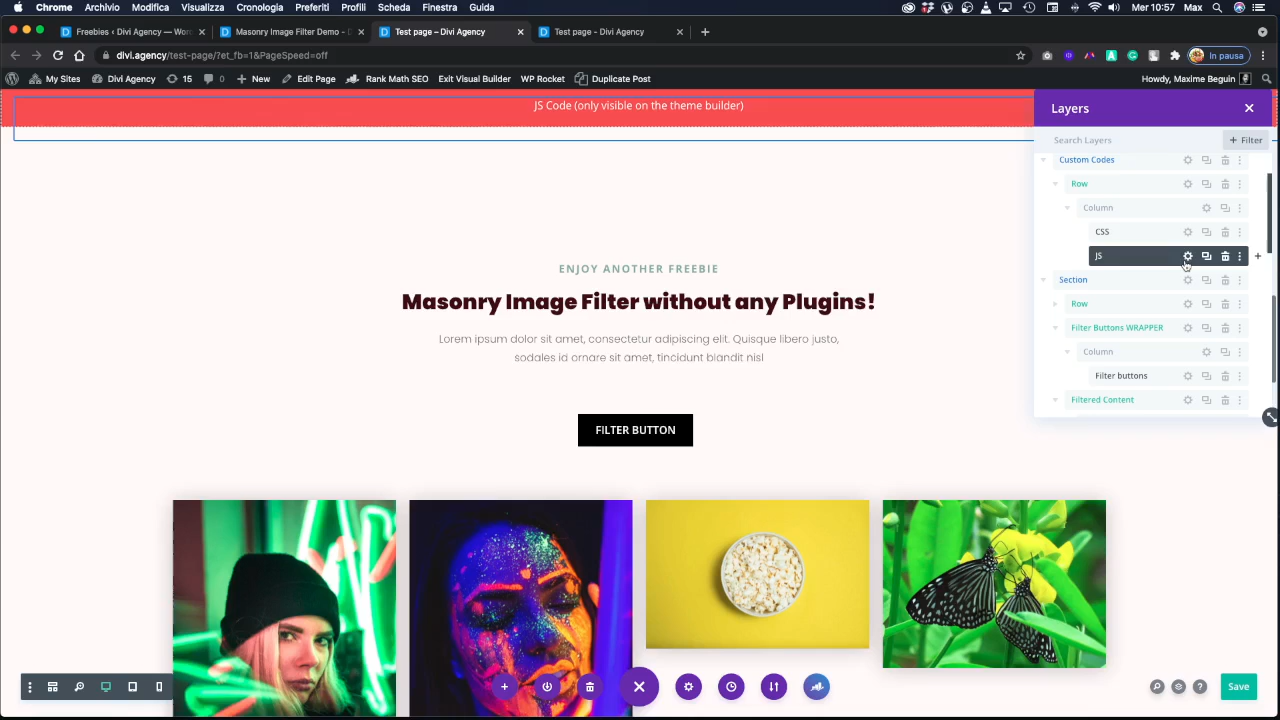 Chrome Archivio Modifica Visualizza Cronologia Preferiti Profili Scheda Finestra Guida Mer 10:57
Freebies ‹ Divi Agency — Wor Masonry Image Filter Demo - D Test page - Divi Agency Test page - Divi Agency
divi.agency/test-page/?et_fb=1&PageSpeed=off In pausa
My Sites Divi Agency 15 0 New Edit Page Rank Math SEO Exit Visual Builder WP Rocket Duplicate Post Howdy, Maxime Beguin
JS Code (only visible on the theme builder)
Layers
Search Layers + Filter
Custom Codes
Row
Column
CSS
JS
Section
Row
Filter Buttons WRAPPER
Column
Filter buttons
Filtered Content
ENJOY ANOTHER FREEBIE
Masonry Image Filter without any Plugins!
Lorem ipsum dolor sit amet, consectetur adipiscing elit. Quisque libero justo,
sodales id ornare sit amet, tincidunt blandit nisl
FILTER BUTTON
Save